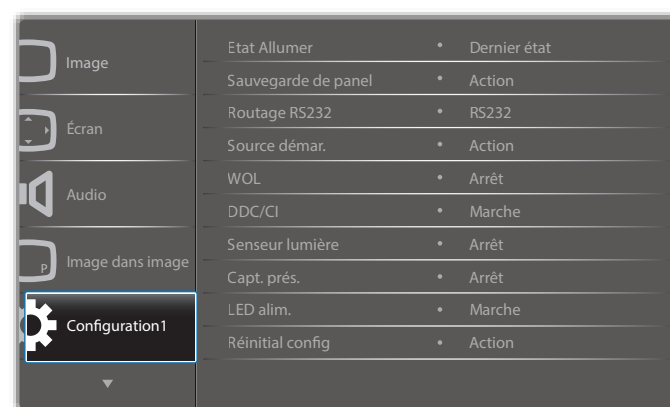 Image
Écran
Audio
Image dans image
P
Configuration1
Etat Allumer • Dernier état
Sauvegarde de panel • Action
Routage RS232 • RS232
Source démar. • Action
WOL • Arrêt
DDC/CI • Marche
Senseur lumière • Arrêt
Capt. prés. • Arrêt
LED alim. • Marche
Réinitial config • Action